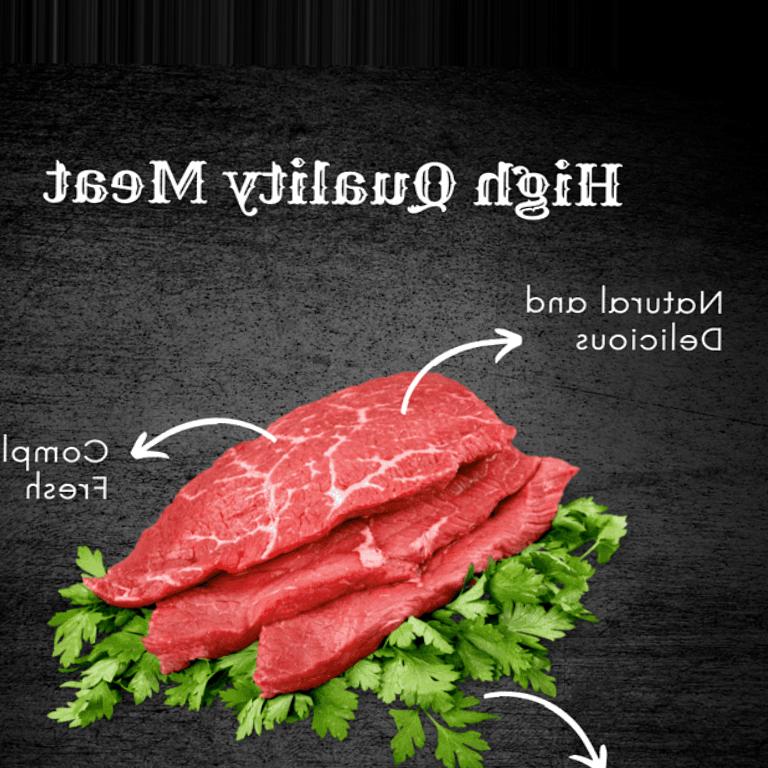 High Quality Meat
Natural and
Delicious
Compl
Fresh